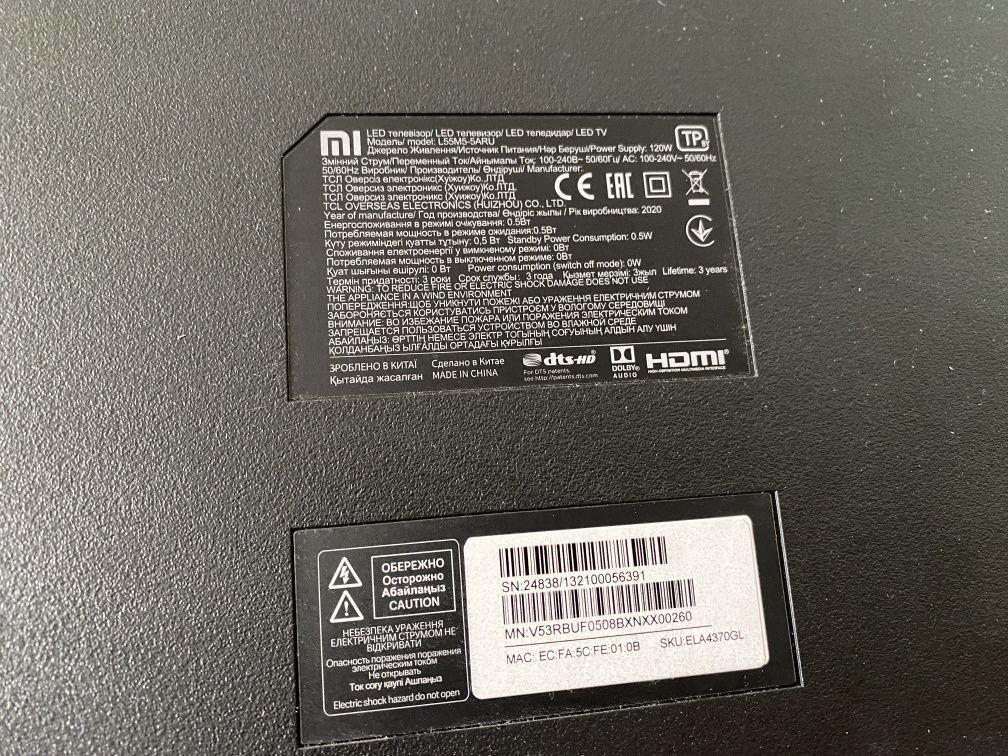 mi
LED телевізор/ LED телевизор/ LED теледидар/ LED TV
Модель/ model: L55M5-5ARU
Джерело Живлення/Источник Питания/Нәр Беруші/Power Supply: 120W
Змінний Струм/Переменный Ток/Айнымалы Ток: 100-240В~ 50/60Гц/ AC: 100-240V~ 50/60Hz
50/60Hz Виробник/ Производитель/ Өндіруші/ Manufacturer:
ТСЛ Оверсіз електронікс(Хуйжоу)Ко.ЛТД
ТСЛ Оверсиз электроникс (Хуижоу)Ко.ЛТД.
ТСЛ Оверсиз электроникс (Хуижоу)Ко.ЛТД
TCL OVERSEAS ELECTRONICS (HUIZHOU) CO., LTD.
Year of manufacture/ Год производства/ Өндіріс жылы / Рік виробництва: 2020
Енергоспоживання в режимі очікування: 0.5Вт
Потребляемая мощность в режиме ожидания:0.5Вт
Күту режиміндегі қуатты тұтыну: 0,5 Вт Standby Power Consumption: 0.5W
Споживання електроенергії у вимкненому режимі: 0Вт
Потребляемая мощность в выключенном режиме: 0Вт
Қуат шығыны өшірулі: 0 Вт Power consumption (switch off mode): 0W
Термін придатності: 3 роки Срок службы: 3 года Қызмет мерзімі: 3жыл Lifetime: 3 years
WARNING: TO REDUCE FIRE OR ELECTRIC SHOCK DAMAGE DOES NOT USE
THE APPLIANCE IN A WIND ENVIRONMENT
ПОПЕРЕДЖЕННЯ:ЩОБ УНИКНУТИ ПОЖЕЖІ АБО УРАЖЕННЯ ЕЛЕКТРИЧНИМ СТРУМОМ
ЗАБОРОНЯЄТЬСЯ КОРИСТУВАТИСЬ ПРИСТРОЄМ У ВОЛОГОМУ СЕРЕДОВИЩІ
ВНИМАНИЕ: ВО ИЗБЕЖАНИЕ ПОЖАРА ИЛИ ПОРАЖЕНИЯ ЭЛЕКТРИЧЕСКИМ ТОКОМ
ЗАПРЕЩАЕТСЯ ПОЛЬЗОВАТЬСЯ УСТРОЙСТВОМ ВО ВЛАЖНОЙ СРЕДЕ
АБАЙЛАҢЫЗ: ӨРТТІҢ НЕМЕСЕ ЭЛЕКТР ТОГЫНЫҢ СОҒУЫНЫҢ АЛДЫН АЛУ ҮШІН
ҚОЛДАНБАҢЫЗ ЫЛҒАЛДЫ ОРТАДАҒЫ ҚҰРЫЛҒЫ
TP
CE EAC
ЗРОБЛЕНО В КИТАЇ Сделано в Китае
Қытайда жасалған MADE IN CHINA
dts-HD
For DTS patents,
see http://patents.dts.com.
DOLBY
AUDIO
HDMI
HIGH-DEFINITION MULTIMEDIA INTERFACE
ОБЕРЕЖНО
Осторожно
Абайлаңыз
CAUTION
НЕБЕЗПЕКА УРАЖЕННЯ
ЕЛЕКТРИЧНИМ СТРУМОМ НЕ
ВІДКРИВАТИ
Опасность поражения поражения
электрическим током
Не открывать
Ток соғу қаупі Ашпаңыз
Electric shock hazard do not open
SN:24838/132100056391
MN:V53RBUF0508BXNXX00260
MAC: EC:FA:5C:FE:01:0B SKU:ELA4370GL